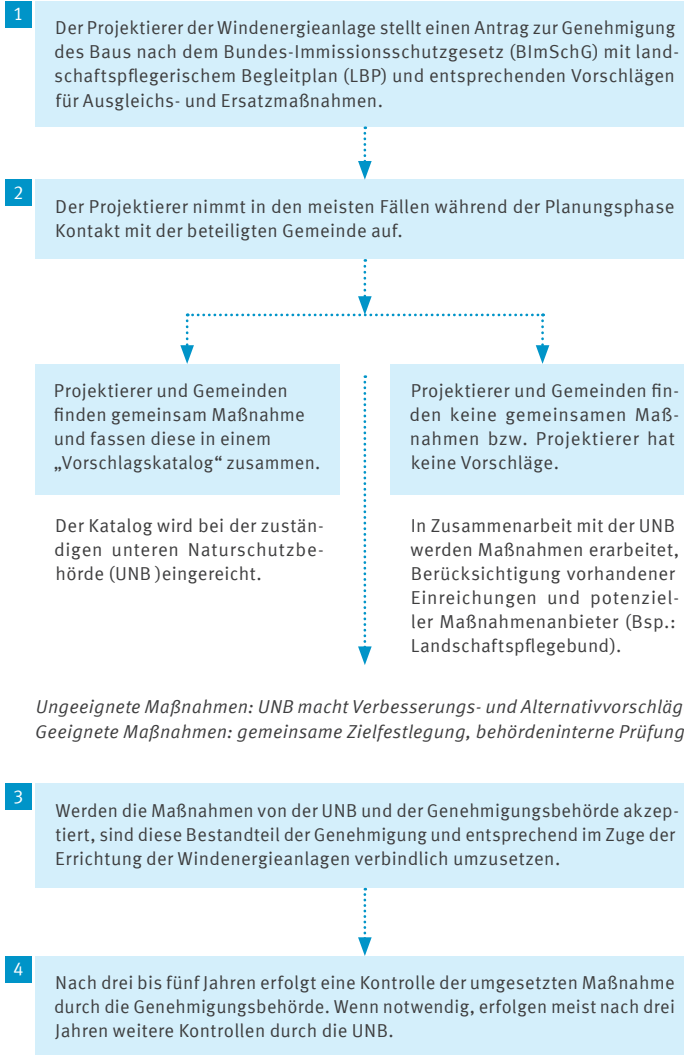 1
Der Projektierer der Windenergieanlage stellt einen Antrag zur Genehmigung
des Baus nach dem Bundes-Immissionsschutzgesetz (BImSchG) mit land-
schaftspflegerischem Begleitplan (LBP) und entsprechenden Vorschlägen
für Ausgleichs- und Ersatzmaßnahmen.
2
Der Projektierer nimmt in den meisten Fällen während der Planungsphase
Kontakt mit der beteiligten Gemeinde auf.
Projektierer und Gemeinden
finden gemeinsam Maßnahme
und fassen diese in einem
„Vorschlagskatalog“ zusammen.
Der Katalog wird bei der zustän-
digen unteren Naturschutzbe-
hörde (UNB )eingereicht.
Projektierer und Gemeinden fin-
den keine gemeinsamen Maß-
nahmen bzw. Projektierer hat
keine Vorschläge.
In Zusammenarbeit mit der UNB
werden Maßnahmen erarbeitet,
Berücksichtigung vorhandener
Einreichungen und potenziel-
ler Maßnahmenanbieter (Bsp.:
Landschaftspflegebund).
Ungeeignete Maßnahmen: UNB macht Verbesserungs- und Alternativvorschläg
Geeignete Maßnahmen: gemeinsame Zielfestlegung, behördeninterne Prüfung
3
Werden die Maßnahmen von der UNB und der Genehmigungsbehörde akzep-
tiert, sind diese Bestandteil der Genehmigung und entsprechend im Zuge der
Errichtung der Windenergieanlagen verbindlich umzusetzen.
4
Nach drei bis fünf Jahren erfolgt eine Kontrolle der umgesetzten Maßnahme
durch die Genehmigungsbehörde. Wenn notwendig, erfolgen meist nach drei
Jahren weitere Kontrollen durch die UNB.